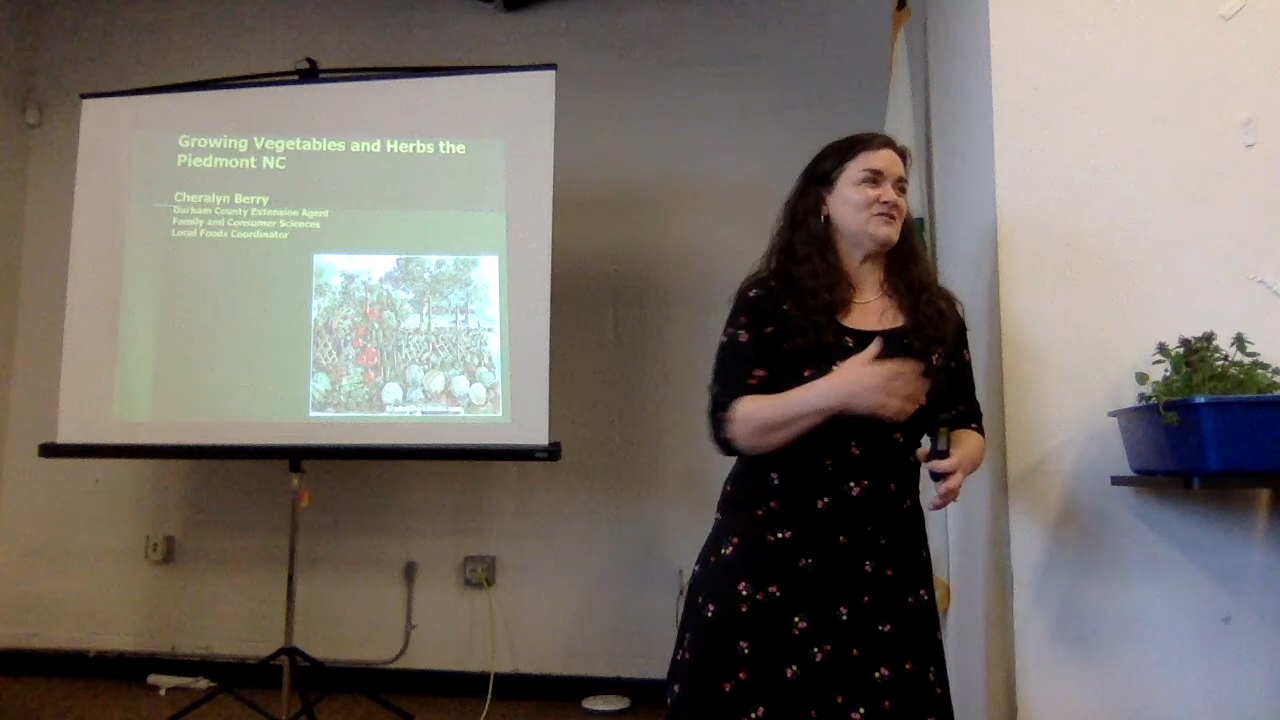 Growing Vegetables and Herbs the
Piedmont NC
Cheralyn Berry
Durham County Extension Agent
Family and Consumer Sciences
Local Foods Coordinator